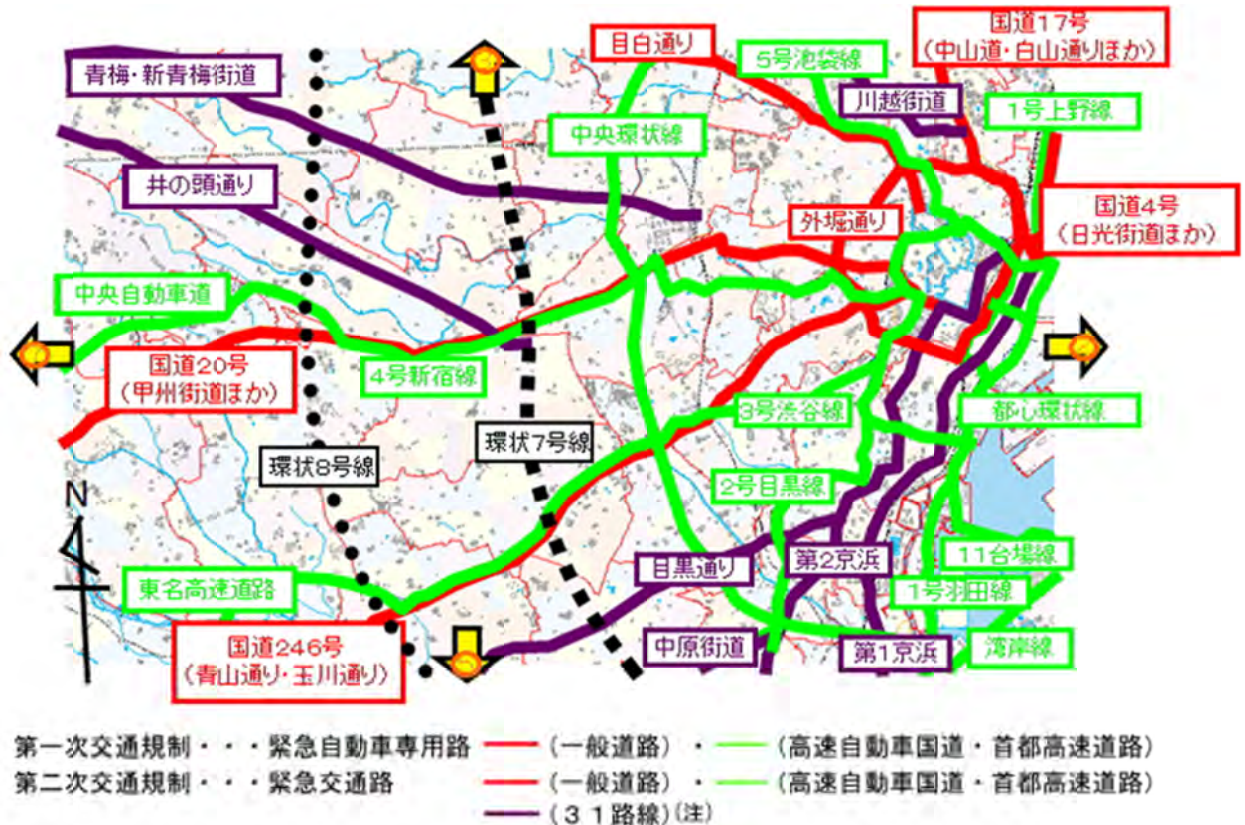 国道17号
(中山道・白山通りほか)
目白通り
5号池袋線
青梅・新青梅街道
川越街道
1号上野線
中央環状線
井の頭通り
外堀通り
国道4号
(日光街道ほか)
中央自動車道
国道20号
(甲州街道ほか)
4号新宿線
3号渋谷線
都心環状線
環状7号線
環状8号線
2号目黒線
N
目黒通り
第2京浜
11台場線
東名高速道路
1号羽田線
国道246号
(青山通り・玉川通り)
中原街道
第1京浜
湾岸線
第一次交通規制・・・緊急自動車専用路 (一般道路)・ (高速自動車国道・首都高速道路)
第二次交通規制・・・緊急交通路 (一般道路)・ (高速自動車国道・首都高速道路)
(31路線)(注)